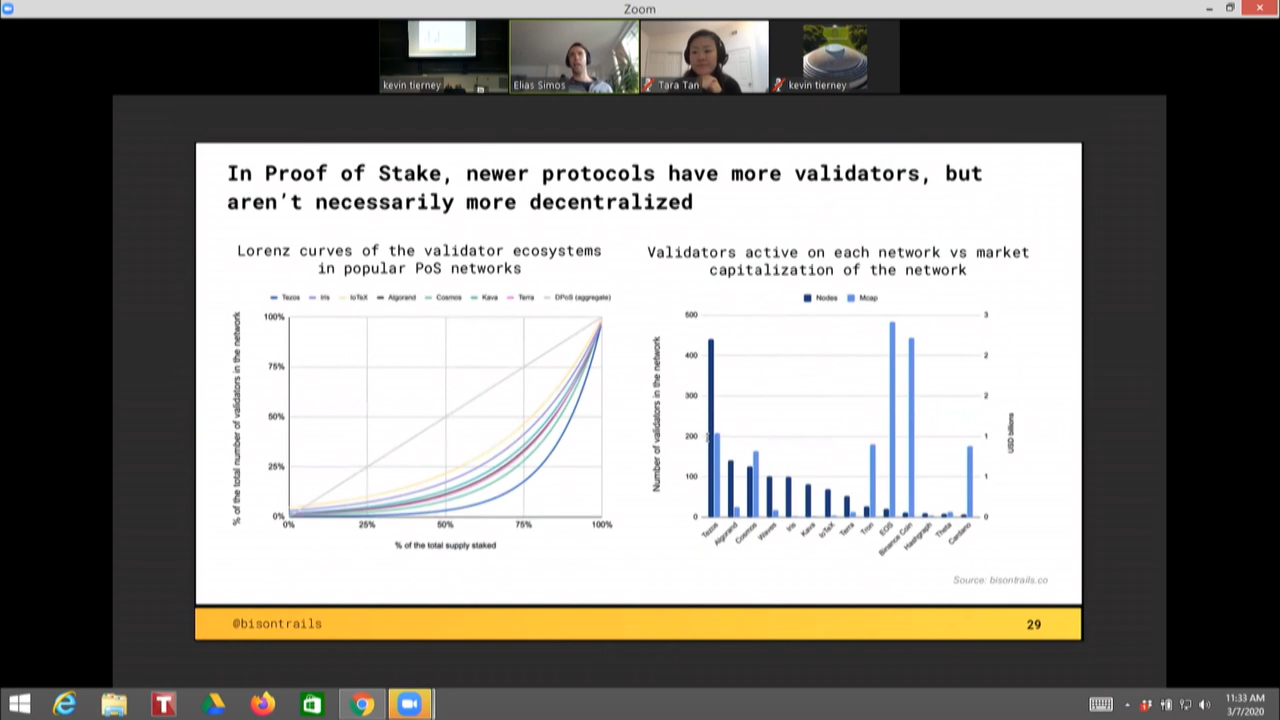 Zoom
kevin tierney
Elias Simos
Tara Tan
kevin tierney
In Proof of Stake, newer protocols have more validators, but
aren't necessarily more decentralized
Lorenz curves of the validator ecosystems
in popular PoS networks
Tezos Iris IoTeX Algorand Cosmos Kava Terra DPoS (aggregate)
% of the total number of validators in the network
100%
75%
50%
25%
0%
0% 25% 50% 75% 100%
% of the total supply staked
Validators active on each network vs market
capitalization of the network
Nodes Mcap
Number of validators in the network
500
400
300
200
100
0
3
2
2
1
1
0
USD billions
Tezos Algorand Cosmos Waves Iris Kava IoTeX Terra Tron EOS Binance Coin Hashgraph Theta Cardano
Source: bisontrails.co
@bisontrails
29
11:33 AM
3/7/2020